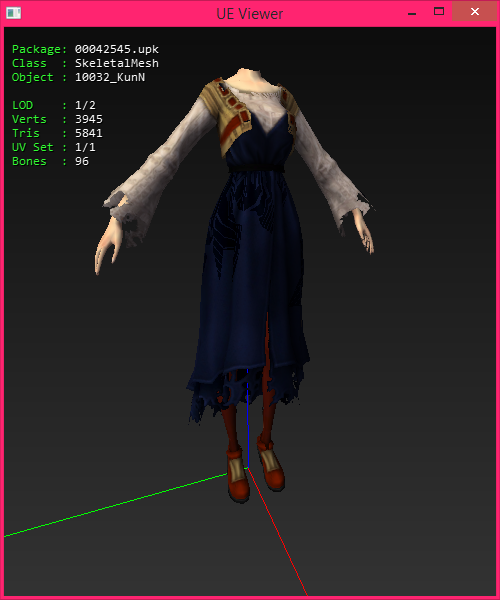 UE Viewer
Package: 00042545.upk
Class  : SkeletalMesh
Object : 10032_KunN
LOD    : 1/2
Verts  : 3945
Tris   : 5841
UV Set : 1/1
Bones  : 96